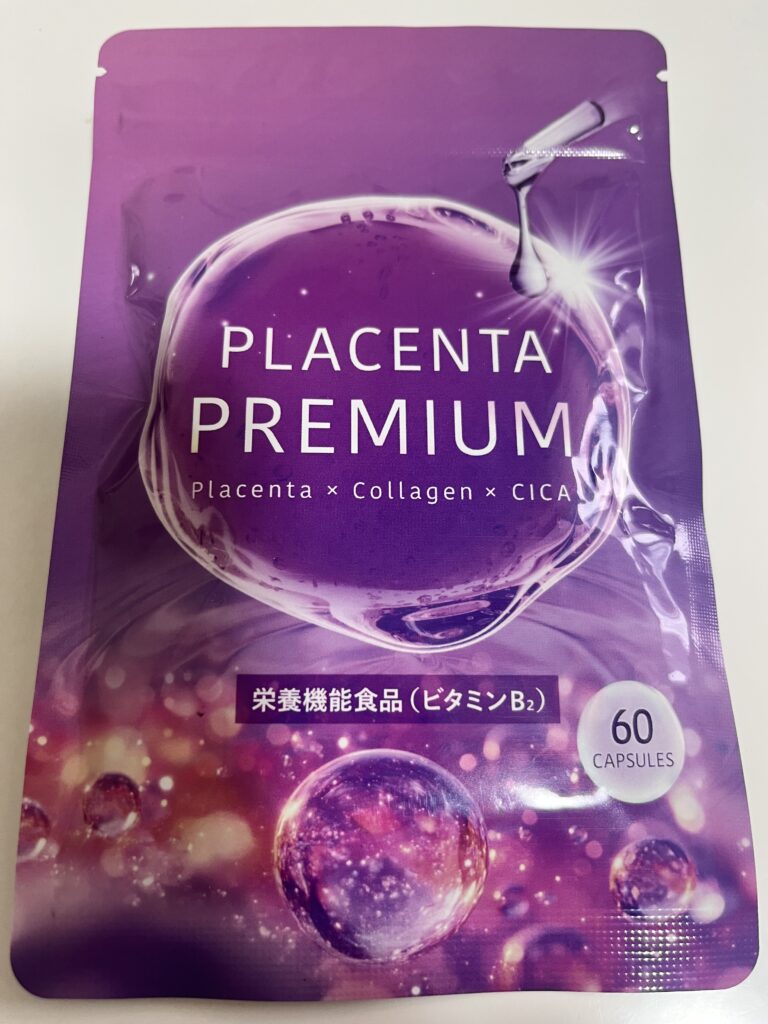 PLACENTA
PREMIUM
Placenta × Collagen × CICA
栄養機能食品（ビタミンB₂）
60
CAPSULES